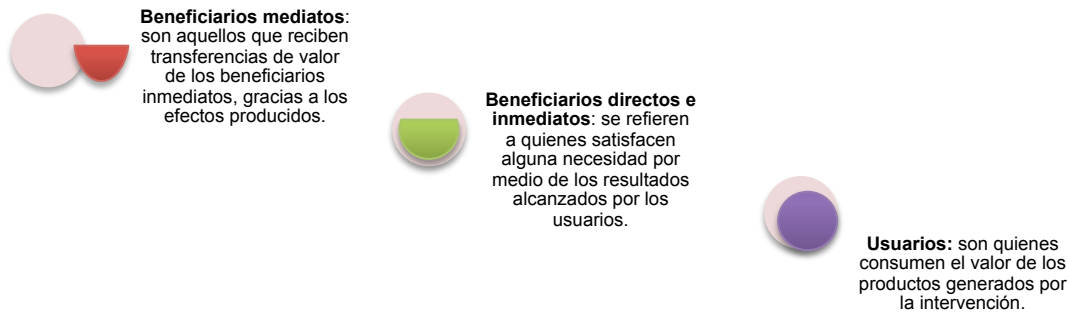 Beneficiarios mediatos:
son aquellos que reciben
transferencias de valor
de los beneficiarios
inmediatos, gracias a los
efectos producidos.
Beneficiarios directos e
inmediatos: se refieren
a quienes satisfacen
alguna necesidad por
medio de los resultados
alcanzados por los
usuarios.
Usuarios: son quienes
consumen el valor de los
productos generados por
la intervención.